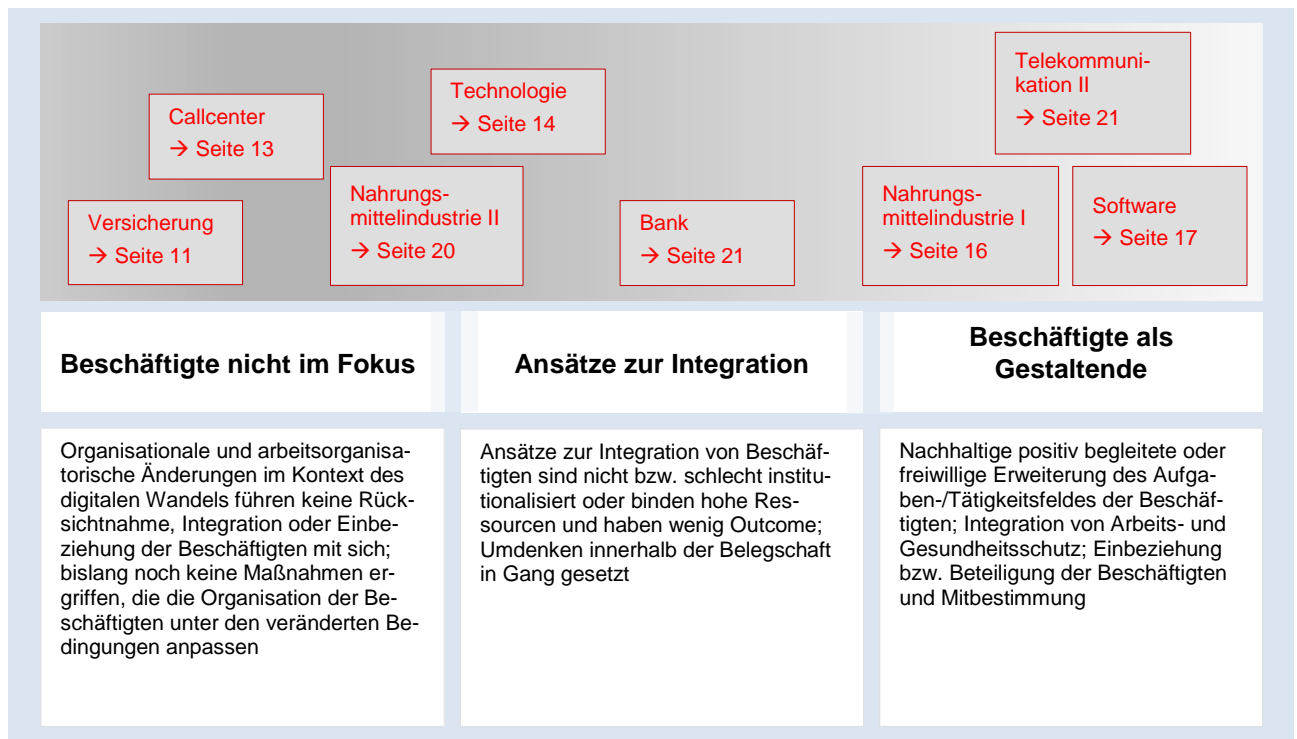 Telekommuni-
kation II
→ Seite 21
Technologie
→ Seite 14
Callcenter
→ Seite 13
Nahrungs-
mittelindustrie II
→ Seite 20
Nahrungs-
mittelindustrie I
→ Seite 16
Software
→ Seite 17
Versicherung
→ Seite 11
Bank
→ Seite 21
Beschäftigte nicht im Fokus
Ansätze zur Integration
Beschäftigte als
Gestaltende
Organisationale und arbeitsorganisa-
torische Änderungen im Kontext des
digitalen Wandels führen keine Rück-
sichtnahme, Integration oder Einbe-
ziehung der Beschäftigten mit sich;
bislang noch keine Maßnahmen er-
griffen, die die Organisation der Be-
schäftigten unter den veränderten Be-
dingungen anpassen
Ansätze zur Integration von Beschäf-
tigten sind nicht bzw. schlecht institu-
tionalisiert oder binden hohe Res-
sourcen und haben wenig Outcome;
Umdenken innerhalb der Belegschaft
in Gang gesetzt
Nachhaltige positiv begleitete oder
freiwillige Erweiterung des Aufga-
ben-/Tätigkeitsfeldes der Beschäf-
tigten; Integration von Arbeits- und
Gesundheitsschutz; Einbeziehung
bzw. Beteiligung der Beschäftigten
und Mitbestimmung